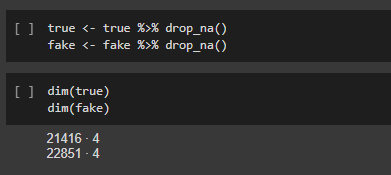 [ ] true <- true %>% drop_na()
fake <- fake %>% drop_na()
[ ] dim(true)
dim(fake)
21416 · 4
22851 · 4